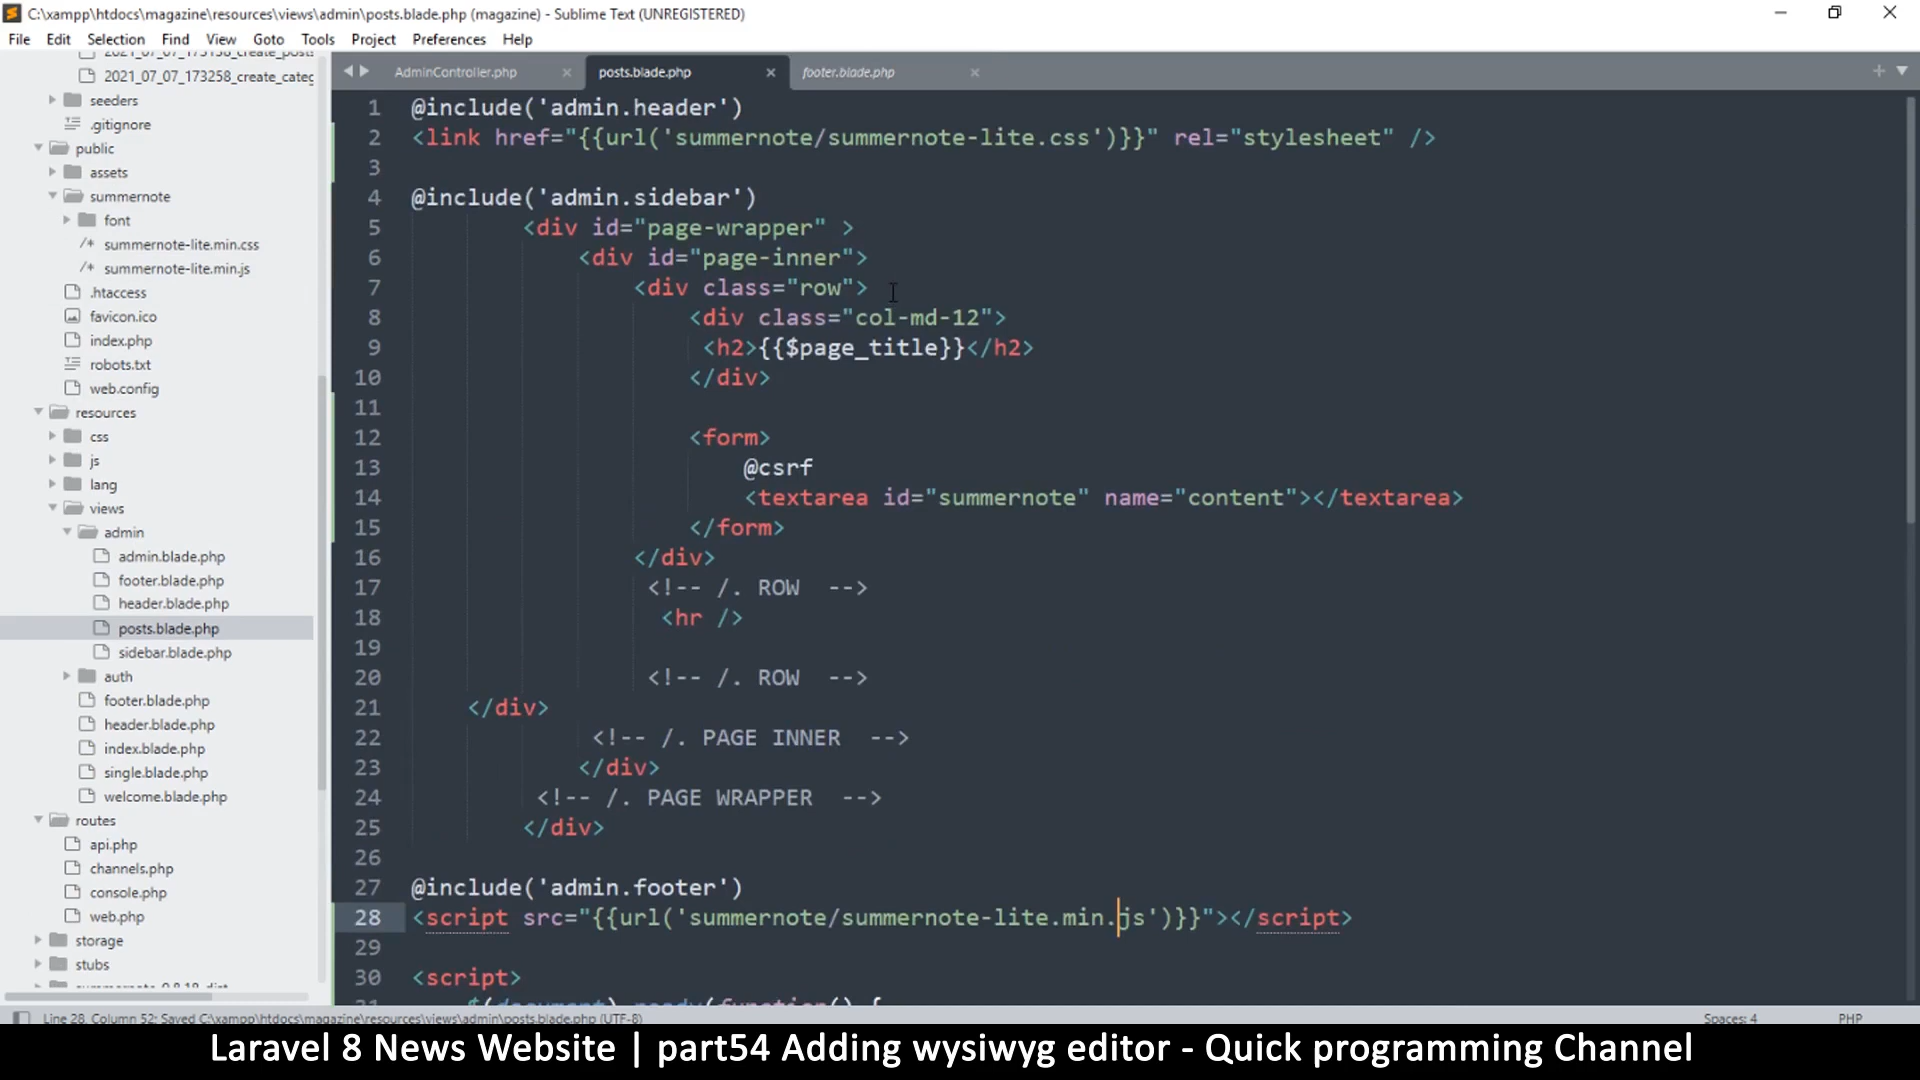 C:\xampp\htdocs\magazine\resources\views\admin\posts.blade.php (magazine) - Sublime Text (UNREGISTERED)
File Edit Selection Find View Goto Tools Project Preferences Help
AdminController.php × posts.blade.php × footer.blade.php ×
2021_07_07_173158_create_posts
2021_07_07_173258_create_categ
seeders
.gitignore
public
assets
summernote
font
summernote-lite.min.css
summernote-lite.min.js
.htaccess
favicon.ico
index.php
robots.txt
web.config
resources
css
js
lang
views
admin
admin.blade.php
footer.blade.php
header.blade.php
posts.blade.php
sidebar.blade.php
auth
footer.blade.php
header.blade.php
index.blade.php
single.blade.php
welcome.blade.php
routes
api.php
channels.php
console.php
web.php
storage
stubs
summernote-0.8.18-dist
1 @include('admin.header')
2 <link href="{{url('summernote/summernote-lite.css')}}" rel="stylesheet" />
3
4 @include('admin.sidebar')
5 <div id="page-wrapper" >
6 <div id="page-inner">
7 <div class="row">
8 <div class="col-md-12">
9 <h2>{{$page_title}}</h2>
10 </div>
11
12 <form>
13 @csrf
14 <textarea id="summernote" name="content"></textarea>
15 </form>
16 </div>
17 <!-- /. ROW -->
18 <hr />
19
20 <!-- /. ROW -->
21 </div>
22 <!-- /. PAGE INNER -->
23 </div>
24 <!-- /. PAGE WRAPPER -->
25 </div>
26
27 @include('admin.footer')
28 <script src="{{url('summernote/summernote-lite.min.js')}}"></script>
29
30 <script>
31 $(document).ready(function() {
Line 28, Column 52; Saved C:\xampp\htdocs\magazine\resources\views\admin\posts.blade.php (UTF-8) Spaces: 4 PHP
Laravel 8 News Website | part54 Adding wysiwyg editor - Quick programming Channel